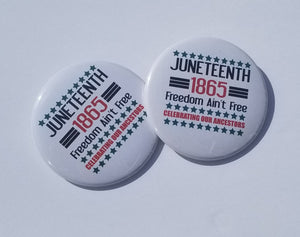 JUNETEENTH
1865
Freedom Ain't Free
CELEBRATING OUR ANCESTORS
JUNETEENTH
1865
Freedom Ain't Free
CELEBRATING OUR ANCESTORS